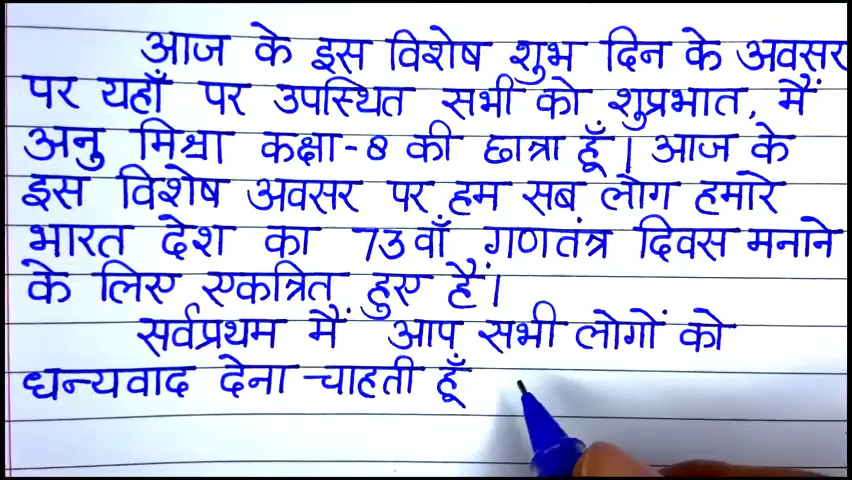 आज के इस विशेष शुभ दिन के अवसर
पर यहाँ पर उपस्थित सभी को शुप्रभात, मैं
अनु मिश्रा कक्षा-8 की छात्रा हूँ। आज के
इस विशेष अवसर पर हम सब लोग हमारे
भारत देश का 73वाँ गणतंत्र दिवस मनाने
के लिए एकत्रित हुए हैं।
सर्वप्रथम मैं आप सभी लोगों को
धन्यवाद देना चाहती हूँ